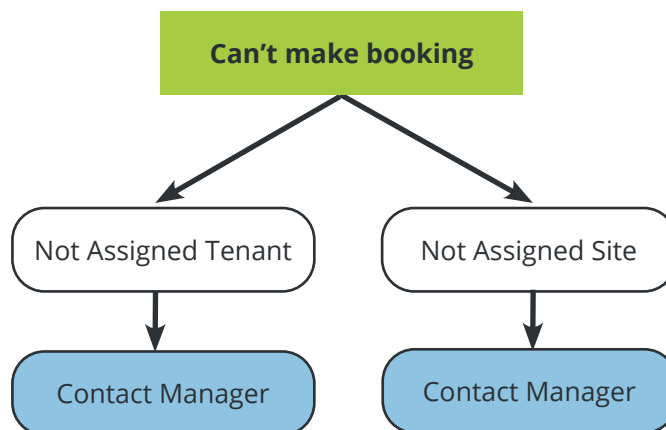 Can’t make booking
Not Assigned Tenant
Not Assigned Site
Contact Manager
Contact Manager